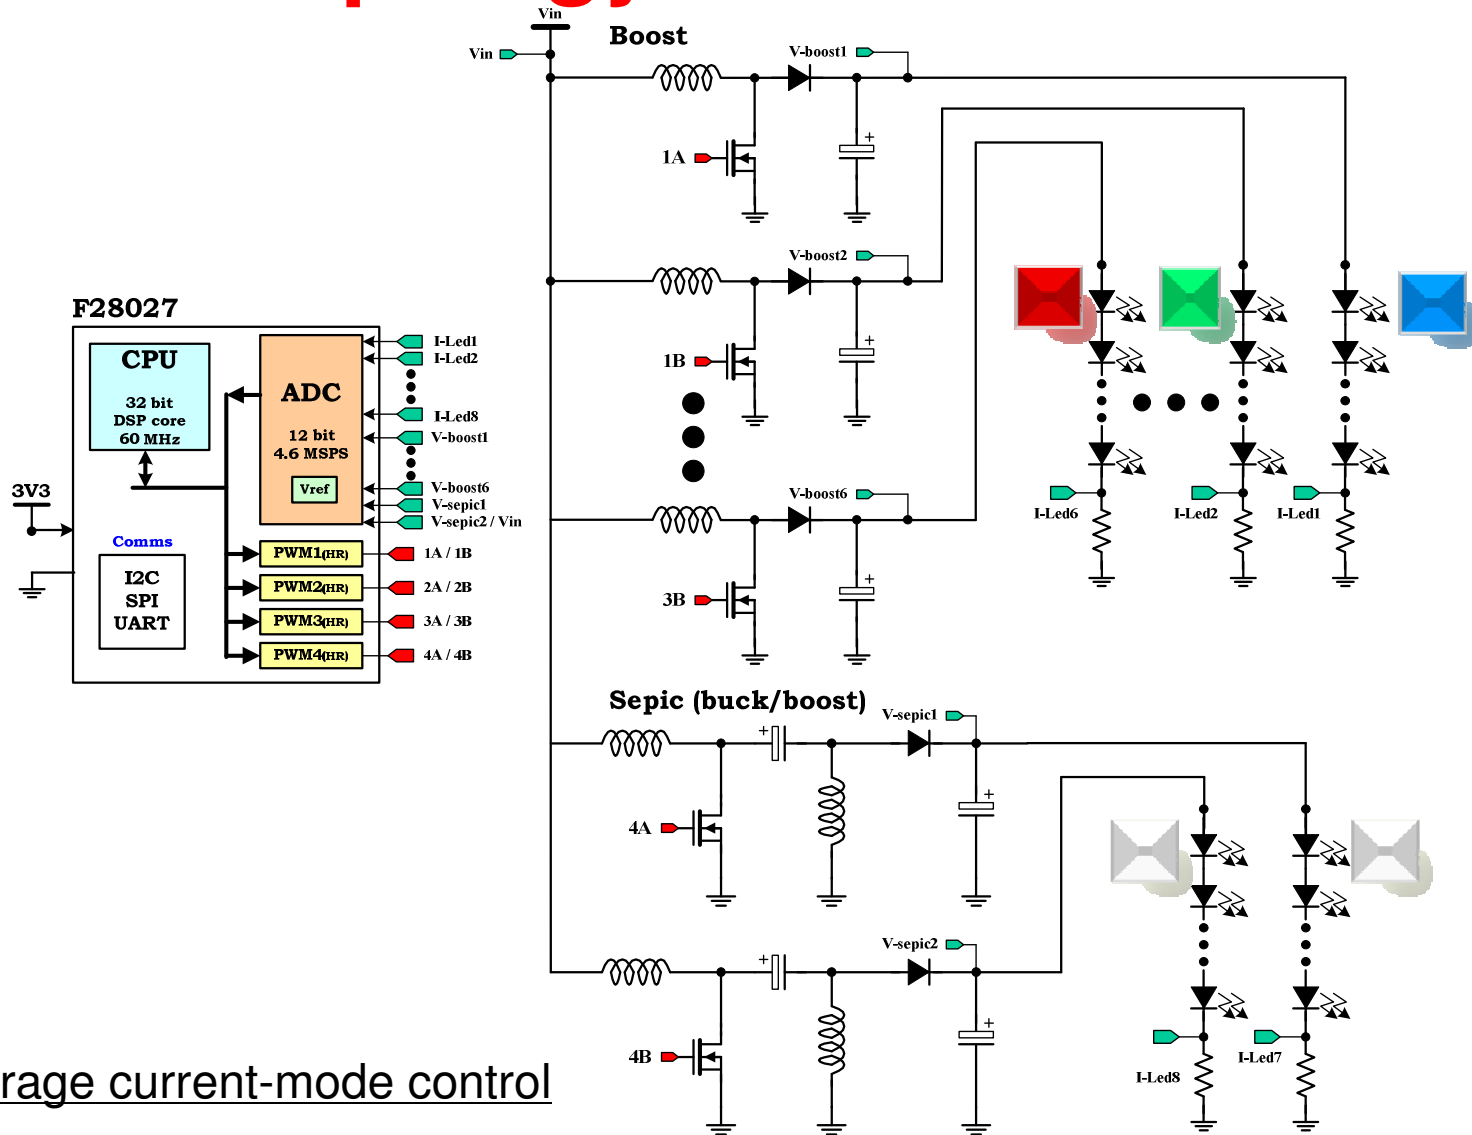 Vin
Vin
Boost
V-boost1
1A
V-boost2
1B
V-boost6
3B
F28027
CPU
32 bit
DSP core
60 MHz
ADC
12 bit
4.6 MSPS
Vref
I-Led1
I-Led2
I-Led8
V-boost1
V-boost6
V-sepic1
V-sepic2 / Vin
3V3
Comms
I2C
SPI
UART
PWM1(HR)
1A / 1B
PWM2(HR)
2A / 2B
PWM3(HR)
3A / 3B
PWM4(HR)
4A / 4B
I-Led6
I-Led2
I-Led1
Sepic (buck/boost)
V-sepic1
4A
V-sepic2
4B
I-Led8
I-Led7
rage current-mode control